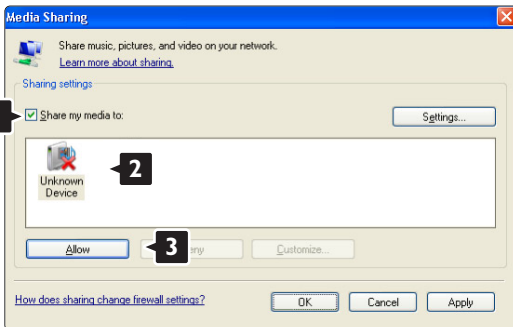 Media Sharing
Share music, pictures, and video on your network.
Learn more about sharing.
Sharing settings
Share my media to:
Settings...
2
Unknown
Device
Allow
3
Customize...
How does sharing change firewall settings?
OK
Cancel
Apply